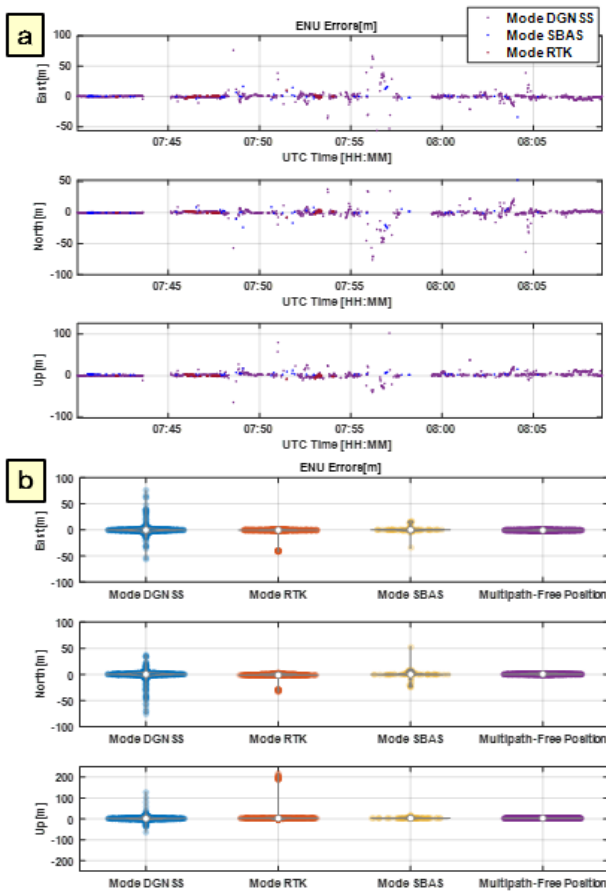 a
ENU Errors[m]
Mode DGNSS
Mode SBAS
Mode RTK
East[m]
100
50
0
-50
07:45
07:50
07:55
08:00
08:05
UTC Time [HH:MM]
North[m]
50
0
-50
-100
07:45
07:50
07:55
08:00
08:05
UTC Time [HH:MM]
Up[m]
100
0
-100
07:45
07:50
07:55
08:00
08:05
UTC Time [HH:MM]
b
ENU Errors[m]
East[m]
100
50
0
-50
-100
Mode DGNSS
Mode RTK
Mode SBAS
Multipath-Free Position
North[m]
100
50
0
-50
-100
Mode DGNSS
Mode RTK
Mode SBAS
Multipath-Free Position
Up[m]
200
100
0
-100
-200
Mode DGNSS
Mode RTK
Mode SBAS
Multipath-Free Position